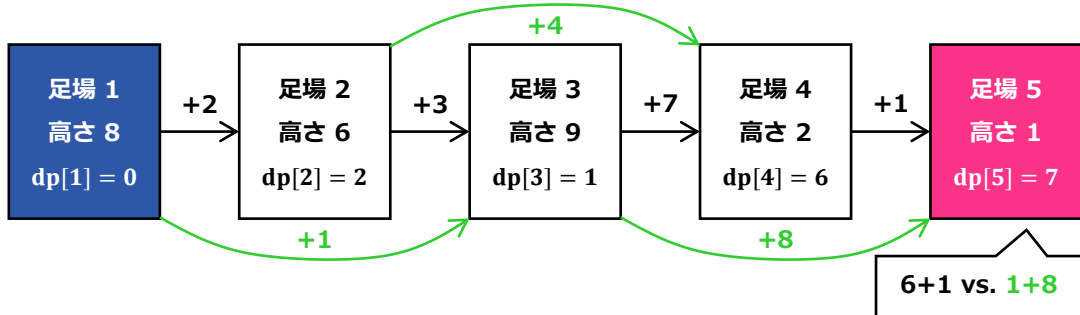 +4
足場 1
高さ 8
dp[1] = 0
+2
足場 2
高さ 6
dp[2] = 2
+3
足場 3
高さ 9
dp[3] = 1
+7
足場 4
高さ 2
dp[4] = 6
+1
足場 5
高さ 1
dp[5] = 7
+1
+8
6+1 vs. 1+8